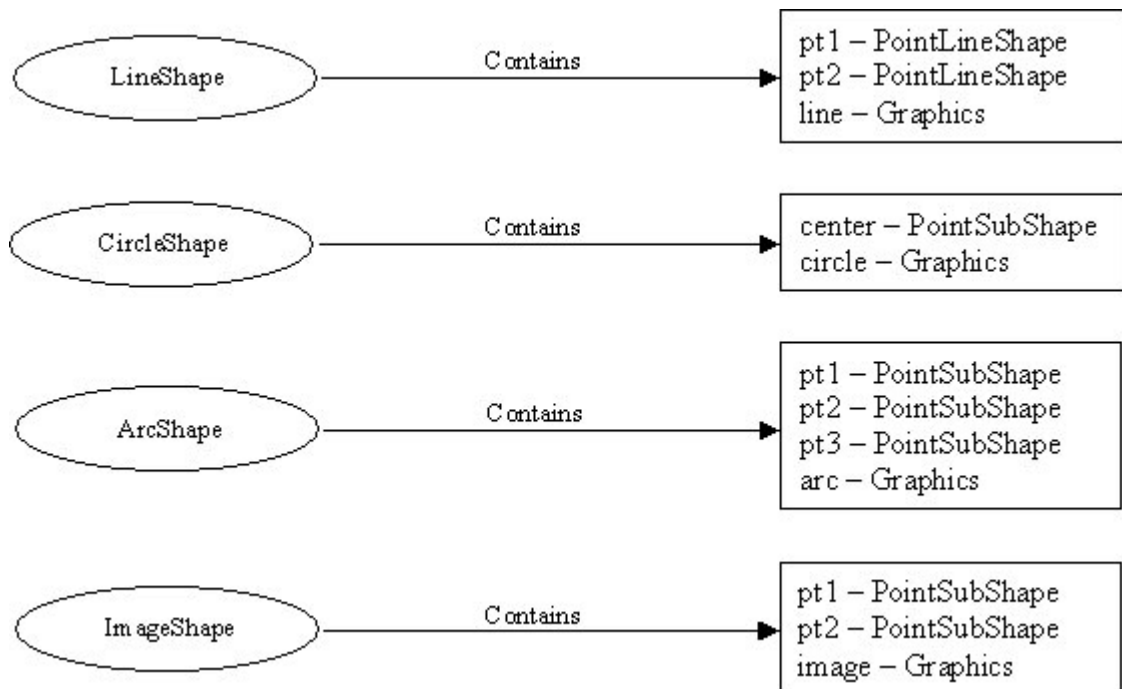 LineShape
Contains
pt1 – PointLineShape
pt2 – PointLineShape
line – Graphics
CircleShape
Contains
center – PointSubShape
circle – Graphics
ArcShape
Contains
pt1 – PointSubShape
pt2 – PointSubShape
pt3 – PointSubShape
arc – Graphics
ImageShape
Contains
pt1 – PointSubShape
pt2 – PointSubShape
image – Graphics